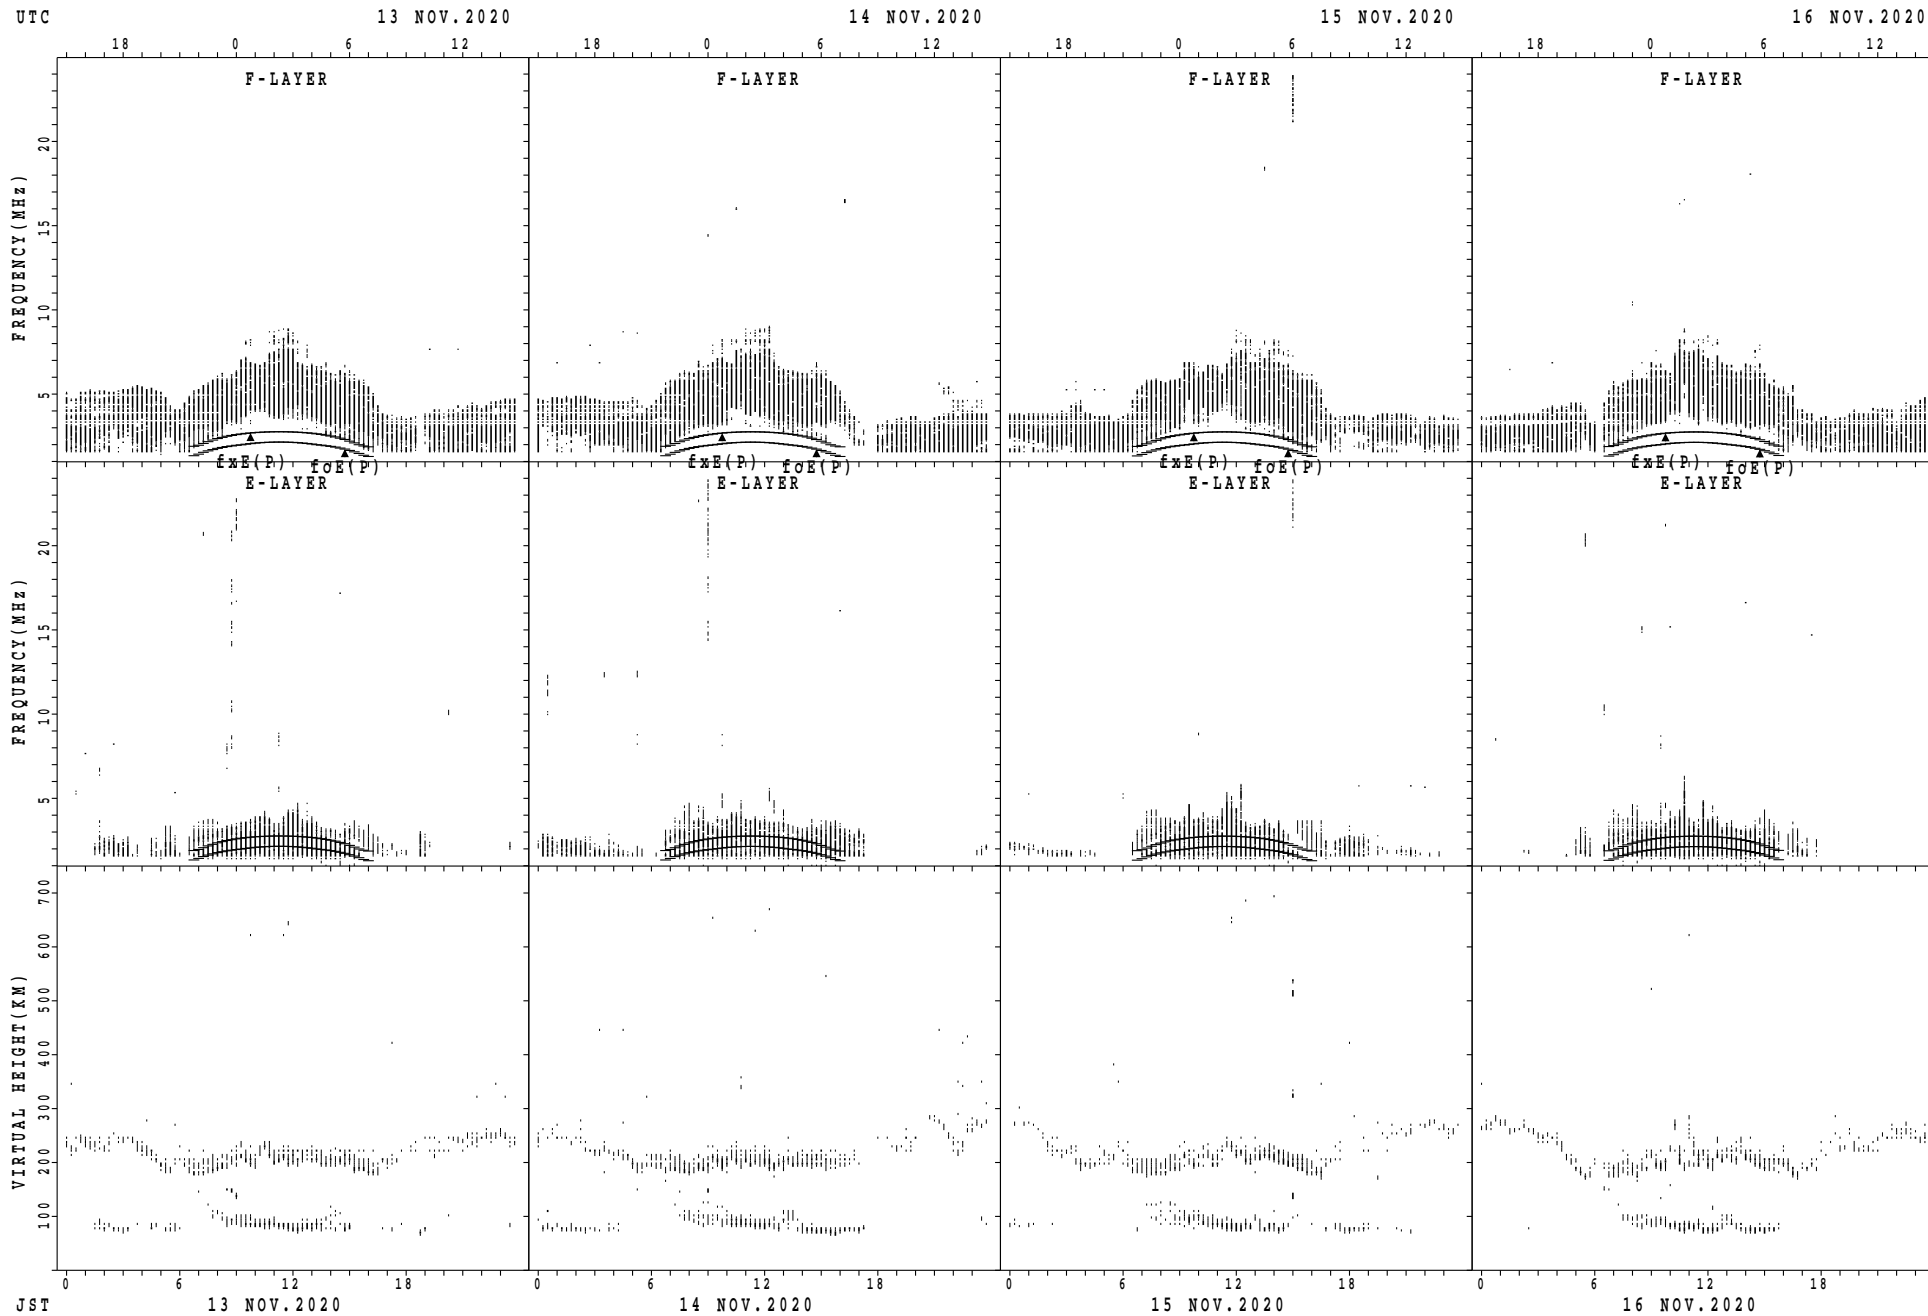 UTC 13 NOV.2020 14 NOV.2020 15 NOV.2020 16 NOV.2020
18 0 6 12 18 0 6 12 18 0 6 12 18 0 6 12
F-LAYER F-LAYER F-LAYER F-LAYER
FREQUENCY(MHz)
20
15
10
5
fxE(P) foE(P) fxE(P) foE(P) fxE(P) foE(P) fxE(P) foE(P)
E-LAYER E-LAYER E-LAYER E-LAYER
FREQUENCY(MHz)
20
15
10
5
VIRTUAL HEIGHT(KM)
700
600
500
400
300
200
100
0 6 12 18 0 6 12 18 0 6 12 18 0 6 12 18
JST 13 NOV.2020 14 NOV.2020 15 NOV.2020 16 NOV.2020